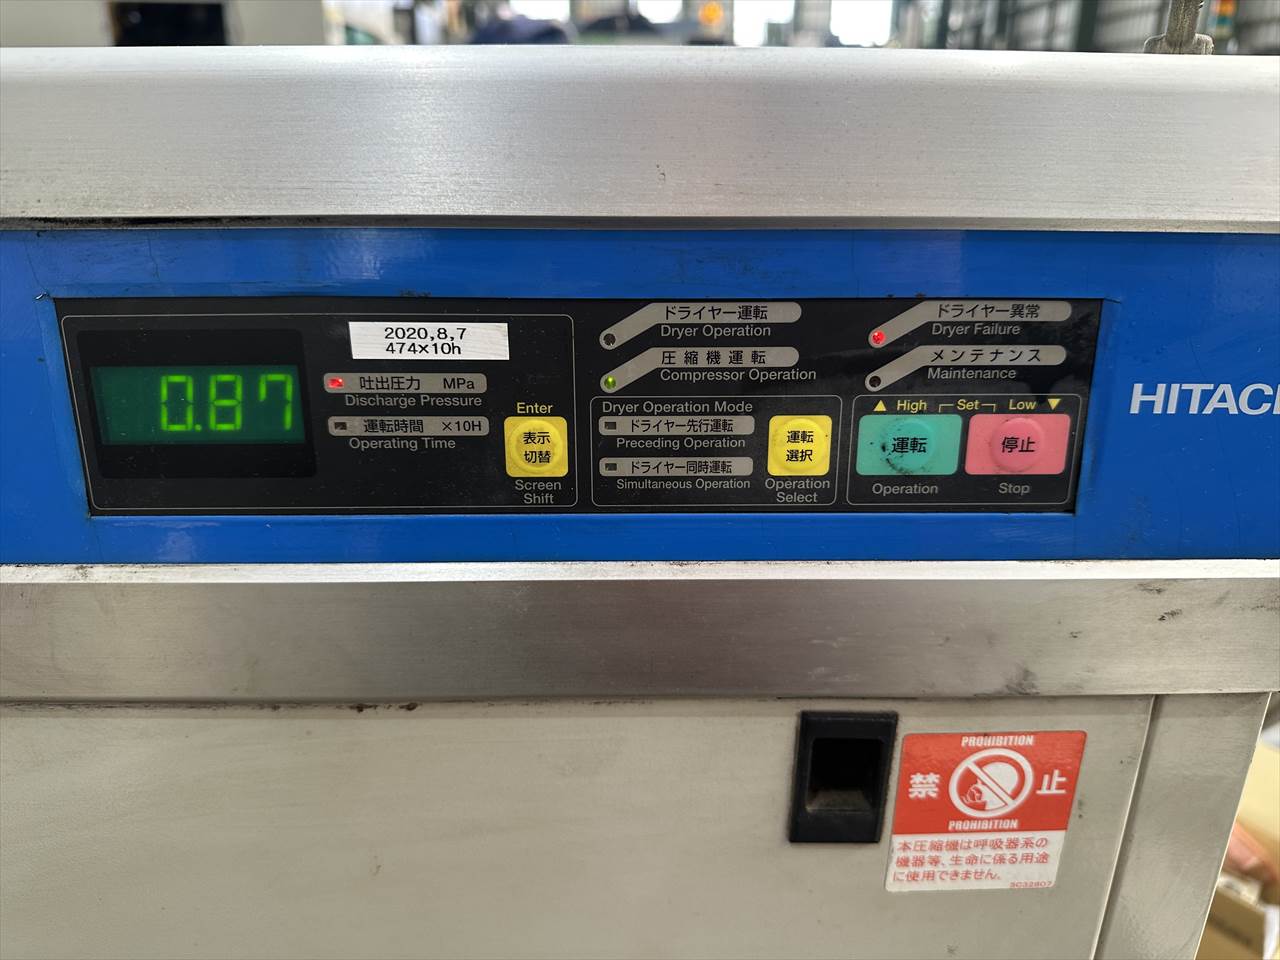 0.87
2020,8,7
474×10h
吐出圧力 MPa
Discharge Pressure
運転時間 ×10H
Operating Time
Enter
表示
切替
Screen
Shift
ドライヤー運転
Dryer Operation
圧縮機運転
Compressor Operation
Dryer Operation Mode
ドライヤー先行運転
Preceding Operation
ドライヤー同時運転
Simultaneous Operation
運転
選択
Operation
Select
ドライヤー異常
Dryer Failure
メンテナンス
Maintenance
▲ High Set Low ▼
運転
Operation
停止
Stop
HITACHI
PROHIBITION
禁 止
PROHIBITION
本圧縮機は呼吸器系の
機器等、生命に係る用途
に使用できません。